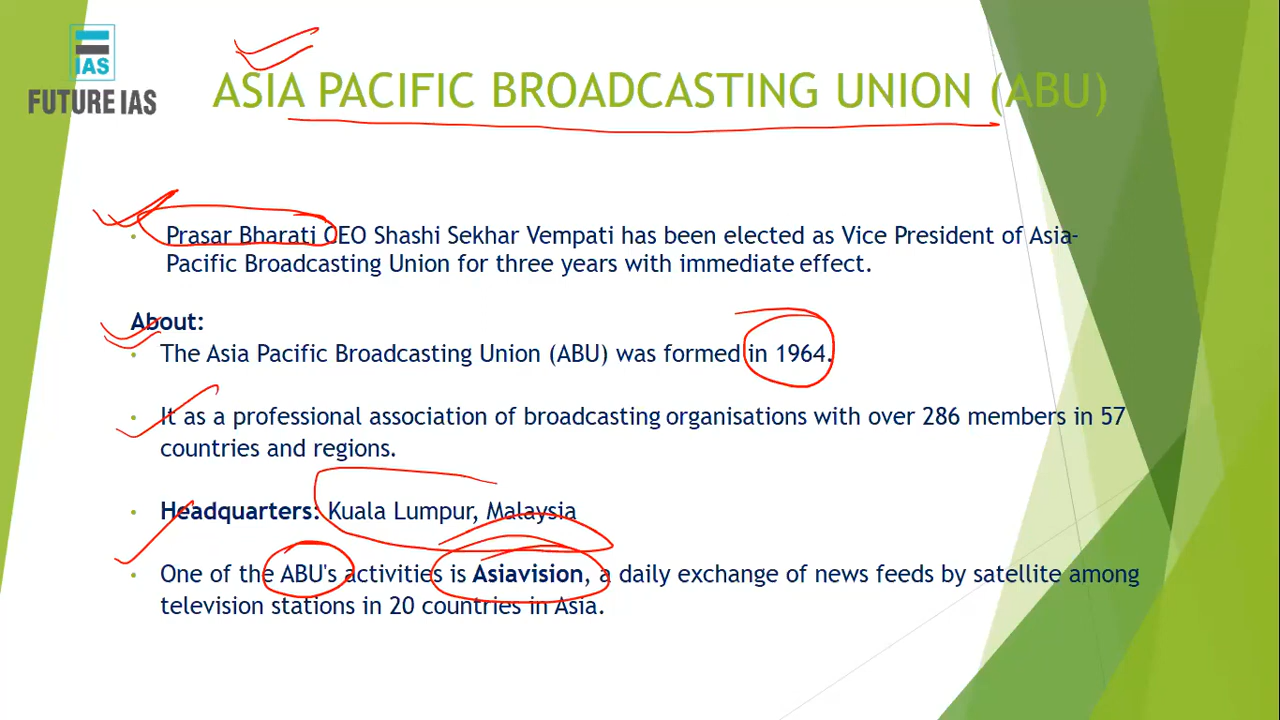 IAS
FUTURE IAS
ASIA PACIFIC BROADCASTING UNION (ABU)
• Prasar Bharati CEO Shashi Sekhar Vempati has been elected as Vice President of Asia-
Pacific Broadcasting Union for three years with immediate effect.
About:
• The Asia Pacific Broadcasting Union (ABU) was formed in 1964.
• It as a professional association of broadcasting organisations with over 286 members in 57
countries and regions.
• Headquarters: Kuala Lumpur, Malaysia
• One of the ABU's activities is Asiavision, a daily exchange of news feeds by satellite among
television stations in 20 countries in Asia.